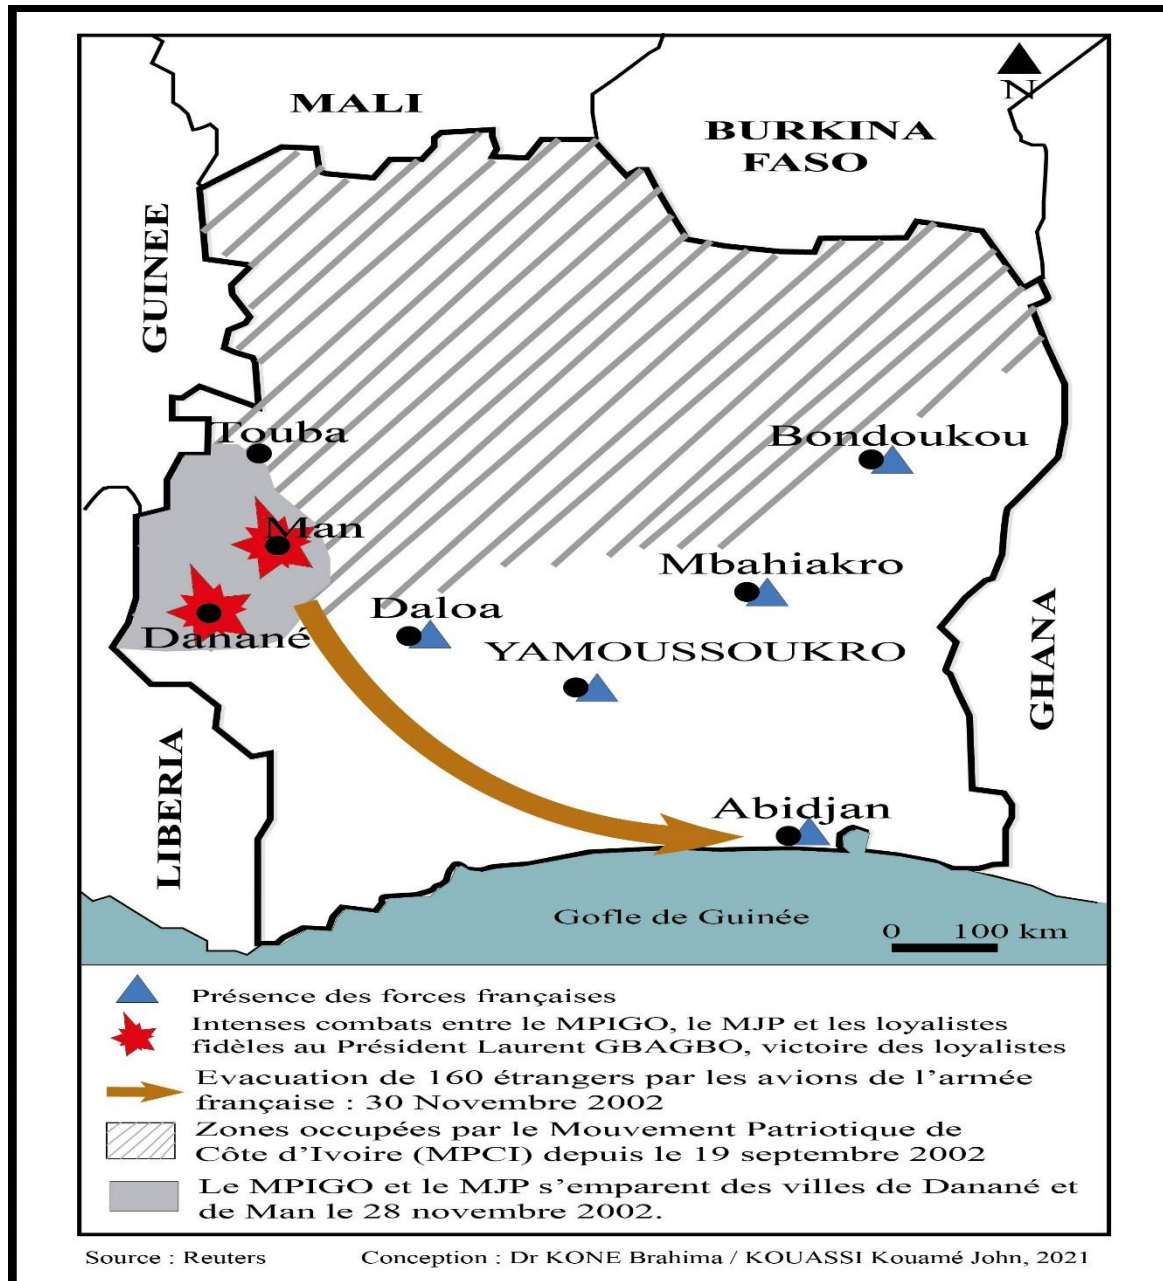 MALI
BURKINA
FASO
N
GUINEE
Touba
Bondoukou
Man
Mbahiakro
Danané
Daloa
YAMOUSSOUKRO
GHANA
LIBERIA
Abidjan
Gofle de Guinée
0 100 km
Présence des forces françaises
Intenses combats entre le MPIGO, le MJP et les loyalistes
fidèles au Président Laurent GBAGBO, victoire des loyalistes
Evacuation de 160 étrangers par les avions de l’armée
française : 30 Novembre 2002
Zones occupées par le Mouvement Patriotique de
Côte d’Ivoire (MPCI) depuis le 19 septembre 2002
Le MPIGO et le MJP s’emparent des villes de Danané et
de Man le 28 novembre 2002.
Source : Reuters Conception : Dr KONE Brahima / KOUASSI Kouamé John, 2021